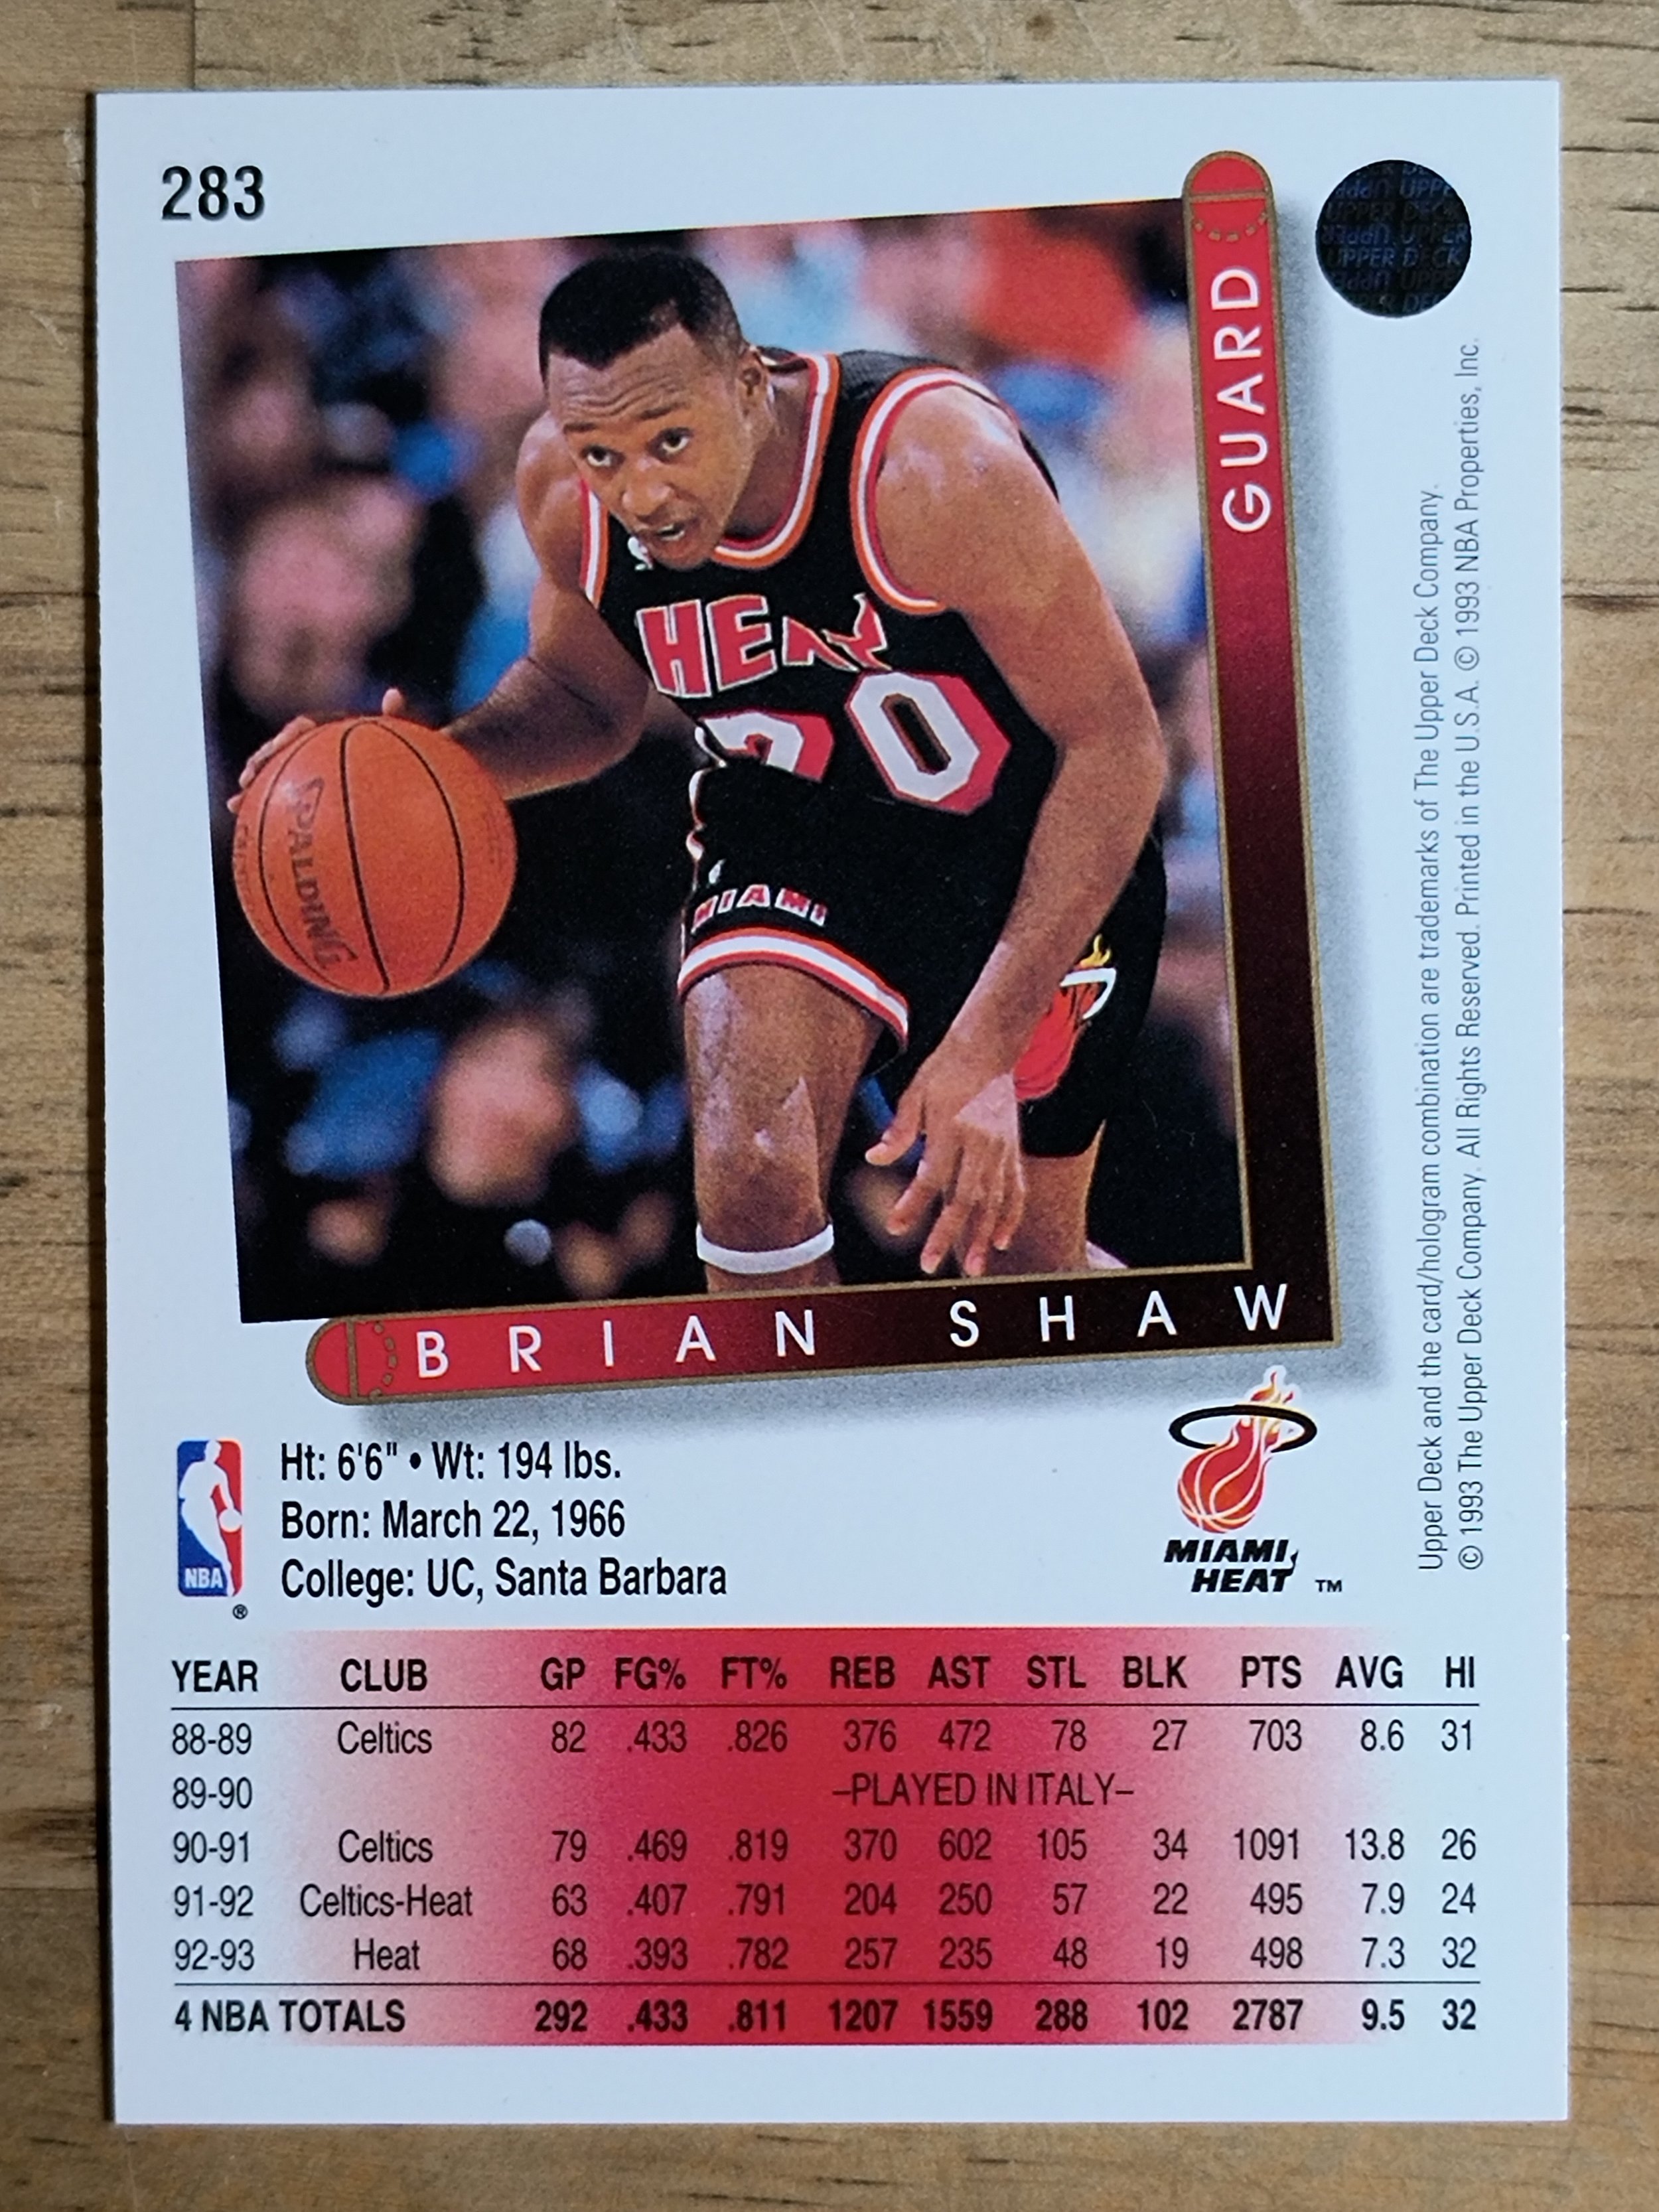 283
UPPER DECK
GUARD
HEAT
20
SPALDING
MIAMI
BRIAN SHAW
NBA
®
Ht: 6'6" • Wt: 194 lbs.
Born: March 22, 1966
College: UC, Santa Barbara
MIAMI
HEAT ™
Upper Deck and the card/hologram combination are trademarks of The Upper Deck Company.
© 1993 The Upper Deck Company. All Rights Reserved. Printed in the U.S.A. © 1993 NBA Properties, Inc.
YEAR CLUB GP FG% FT% REB AST STL BLK PTS AVG HI
88-89 Celtics 82 .433 .826 376 472 78 27 703 8.6 31
89-90 –PLAYED IN ITALY–
90-91 Celtics 79 .469 .819 370 602 105 34 1091 13.8 26
91-92 Celtics-Heat 63 .407 .791 204 250 57 22 495 7.9 24
92-93 Heat 68 .393 .782 257 235 48 19 498 7.3 32
4 NBA TOTALS 292 .433 .811 1207 1559 288 102 2787 9.5 32